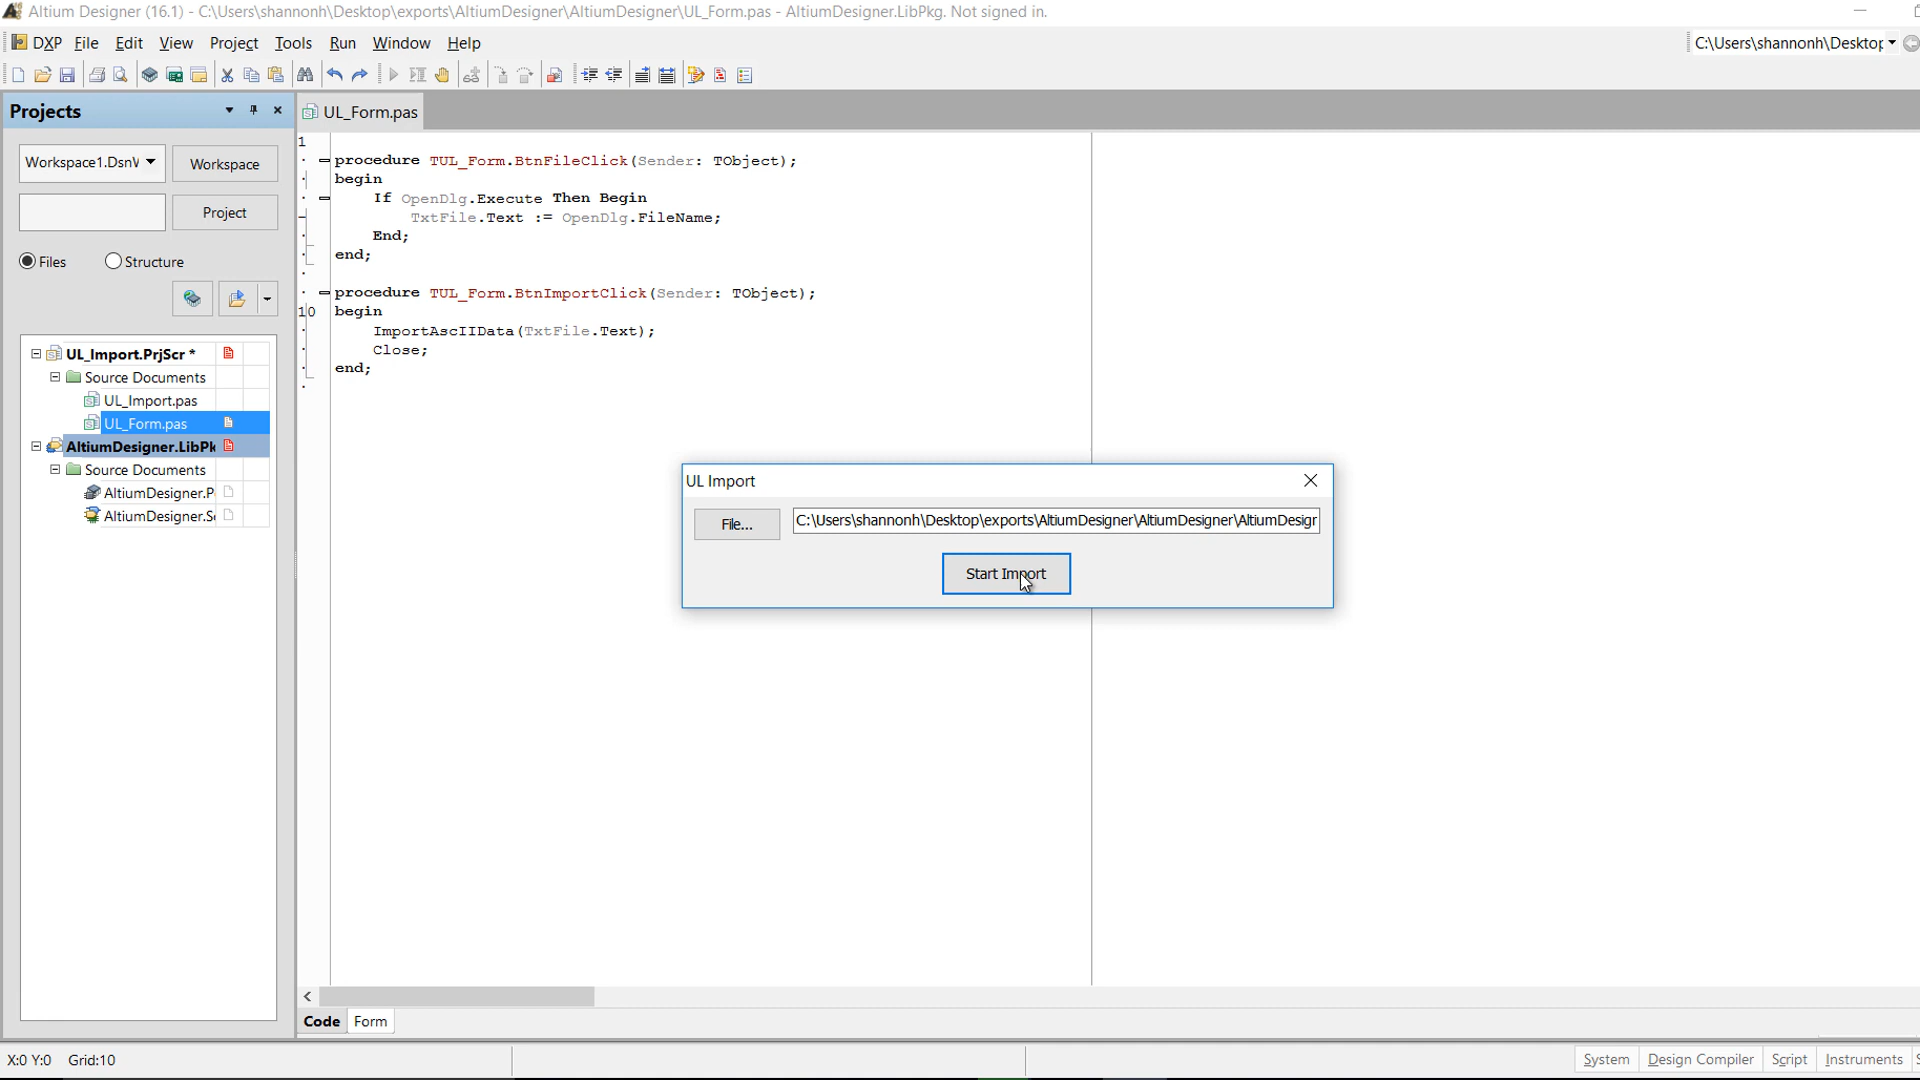 Altium Designer (16.1) - C:\Users\shannonh\Desktop\exports\AltiumDesigner\AltiumDesigner\UL_Form.pas - AltiumDesigner.LibPkg. Not signed in.
DXP File Edit View Project Tools Run Window Help
C:\Users\shannonh\Desktop
Projects
UL_Form.pas
Workspace1.DsnW
Workspace
Project
Files
Structure
UL_Import.PrjScr *
Source Documents
UL_Import.pas
UL_Form.pas
AltiumDesigner.LibPk
Source Documents
AltiumDesigner.P
AltiumDesigner.S
1
procedure TUL_Form.BtnFileClick(Sender: TObject);
begin
If OpenDlg.Execute Then Begin
TxtFile.Text := OpenDlg.FileName;
End;
end;
procedure TUL_Form.BtnImportClick(Sender: TObject);
10 begin
ImportAscIIData(TxtFile.Text);
Close;
end;
UL Import
File...
C:\Users\shannonh\Desktop\exports\AltiumDesigner\AltiumDesigner\AltiumDesigr
Start Import
Code Form
X:0 Y:0 Grid:10
System Design Compiler Script Instruments S